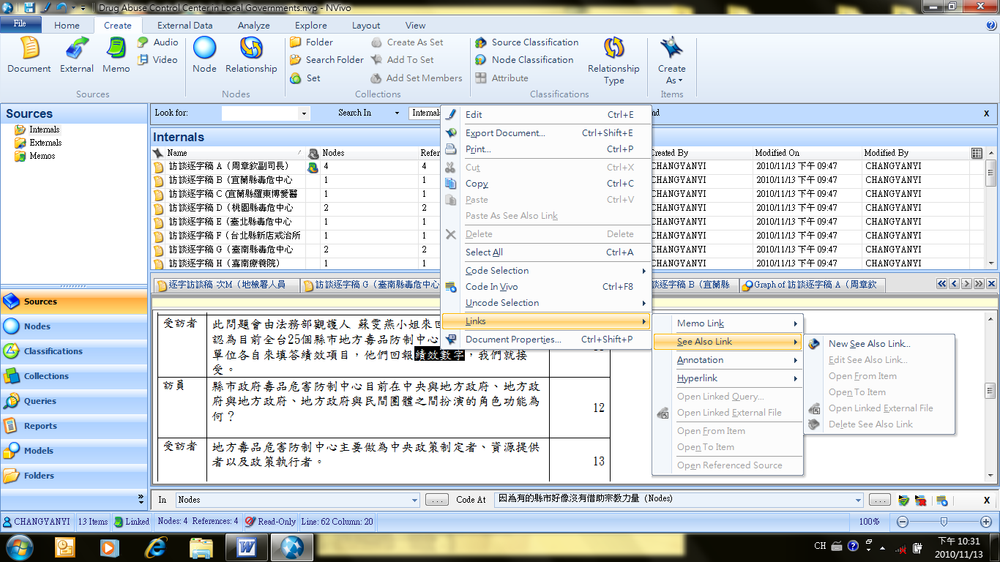 Drug Abuse Control Center in Local Governments.nvp - NVivo
File Home Create External Data Analyze Explore Layout View
Document External Memo Audio Video
Sources
Node Relationship
Nodes
Folder Create As Set
Search Folder Add To Set
Set Add Set Members
Collections
Source Classification
Node Classification
Attribute
Relationship Type
Classifications
Create As
Items
Sources
Internals
Externals
Memos
Look for: Search In Internals nd X
Internals
Name Nodes Refer Created By Modified On Modified By
訪談逐字稿 A（周章欽副司長） 4 4 CHANGYANYI 2010/11/13 下午 09:47 CHANGYANYI
訪談逐字稿 B（宜蘭縣毒危中心 1 1 CHANGYANYI 2010/11/13 下午 09:47 CHANGYANYI
訪談逐字稿 C (宜蘭縣羅東博愛醫 1 1 CHANGYANYI 2010/11/13 下午 09:47 CHANGYANYI
訪談逐字稿 D（桃園縣毒危中心 2 2 CHANGYANYI 2010/11/13 下午 09:47 CHANGYANYI
訪談逐字稿 E（臺北縣毒危中心 1 1 CHANGYANYI 2010/11/13 下午 09:47 CHANGYANYI
訪談逐字稿 F（台北縣新店戒治所 1 1 CHANGYANYI 2010/11/13 下午 09:47 CHANGYANYI
訪談逐字稿 G（臺南縣毒危中心 2 2 CHANGYANYI 2010/11/13 下午 09:47 CHANGYANYI
訪談逐字稿 H（嘉南療養院） 1 1 CHANGYANYI 2010/11/13 下午 09:47 CHANGYANYI
Edit Ctrl+E
Export Document... Ctrl+Shift+E
Print... Ctrl+P
Cut Ctrl+X
Copy Ctrl+C
Paste Ctrl+V
Paste As See Also Link
Delete Delete
Select All Ctrl+A
Code Selection
Code In Vivo Ctrl+F8
Uncode Selection
Links
Document Properties... Ctrl+Shift+P
Memo Link
See Also Link
Annotation
Hyperlink
Open Linked Query...
Open Linked External File
Open From Item
Open To Item
Open Referenced Source
New See Also Link...
Edit See Also Link...
Open From Item
Open To Item
Open Linked External File
Delete See Also Link
逐字訪談稿 次M（地檢署人員 訪談逐字稿 G（臺南縣毒危中心 談逐字稿 B（宜蘭縣 Graph of 訪談逐字稿 A（周章欽
Sources
Nodes
Classifications
Collections
Queries
Reports
Models
Folders
受訪者 此問題會由法務部觀護人 蘇雯燕小姐來回
認為目前全台25個縣市地方毒品防制中心
單位各自來填答績效項目，他們回報績效數字，我們就接
受。
訪員 縣市政府毒品危害防制中心目前在中央與地方政府、地方政
府與地方政府、地方政府與民間團體之間扮演的角色功能為
何？
12
受訪者 地方毒品危害防制中心主要做為中央政策制定者、資源提供
者以及政策執行者。
13
In Nodes ... Code At 因為有的縣市好像沒有借助宗教力量 (Nodes) ... X
CHANGYANYI 13 Items Linked Nodes: 4 References: 4 Read-Only Line: 62 Column: 20 100%
CH 下午 10:31
2010/11/13